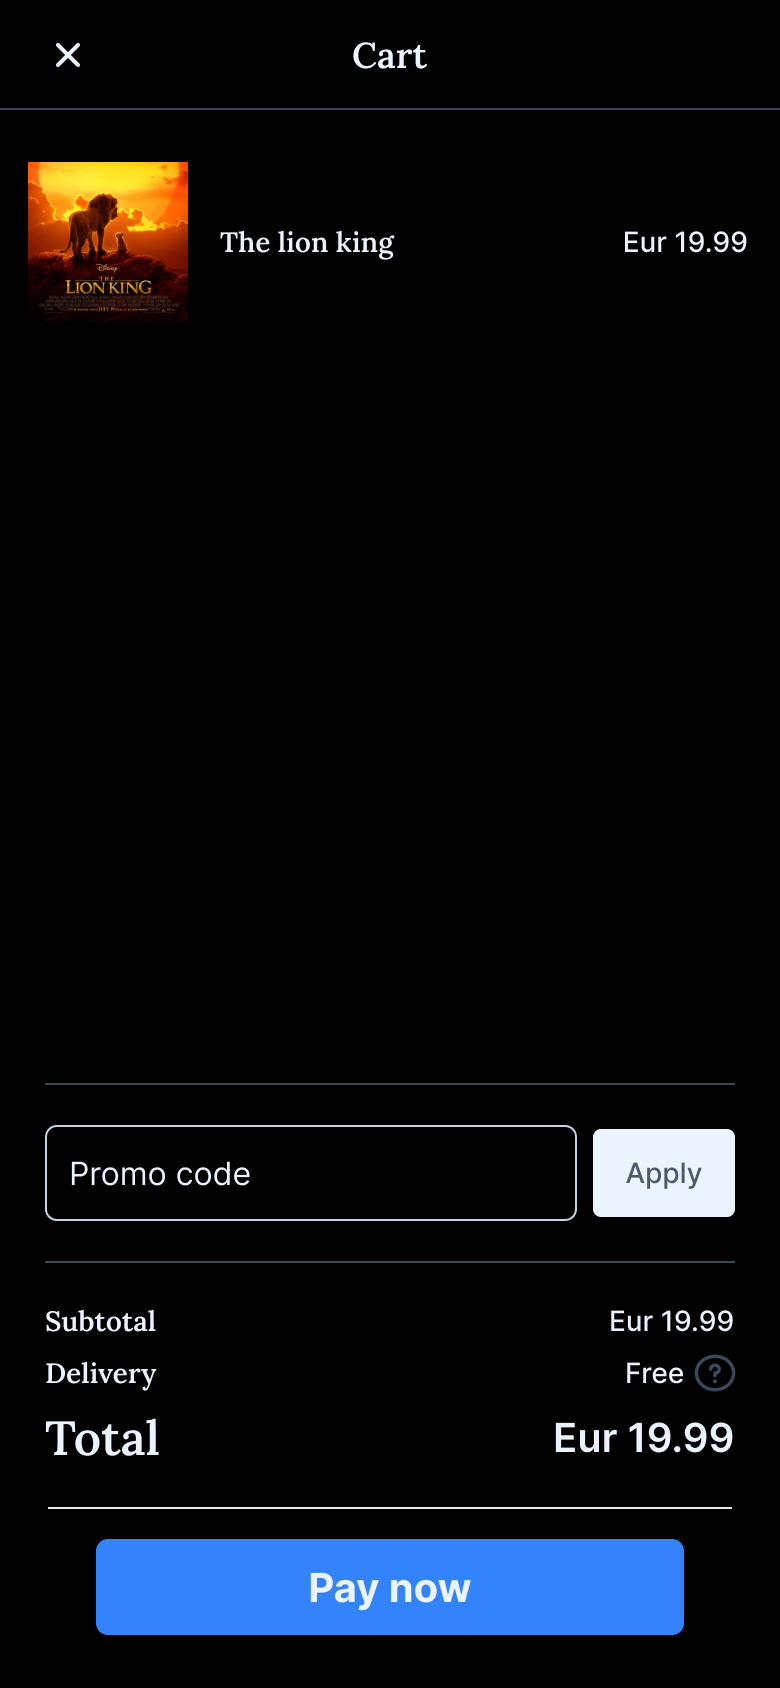 Cart
Disney
THE
LION KING
The lion king
Eur 19.99
Promo code
Apply
Subtotal
Eur 19.99
Delivery
Free ?
Total
Eur 19.99
Pay now